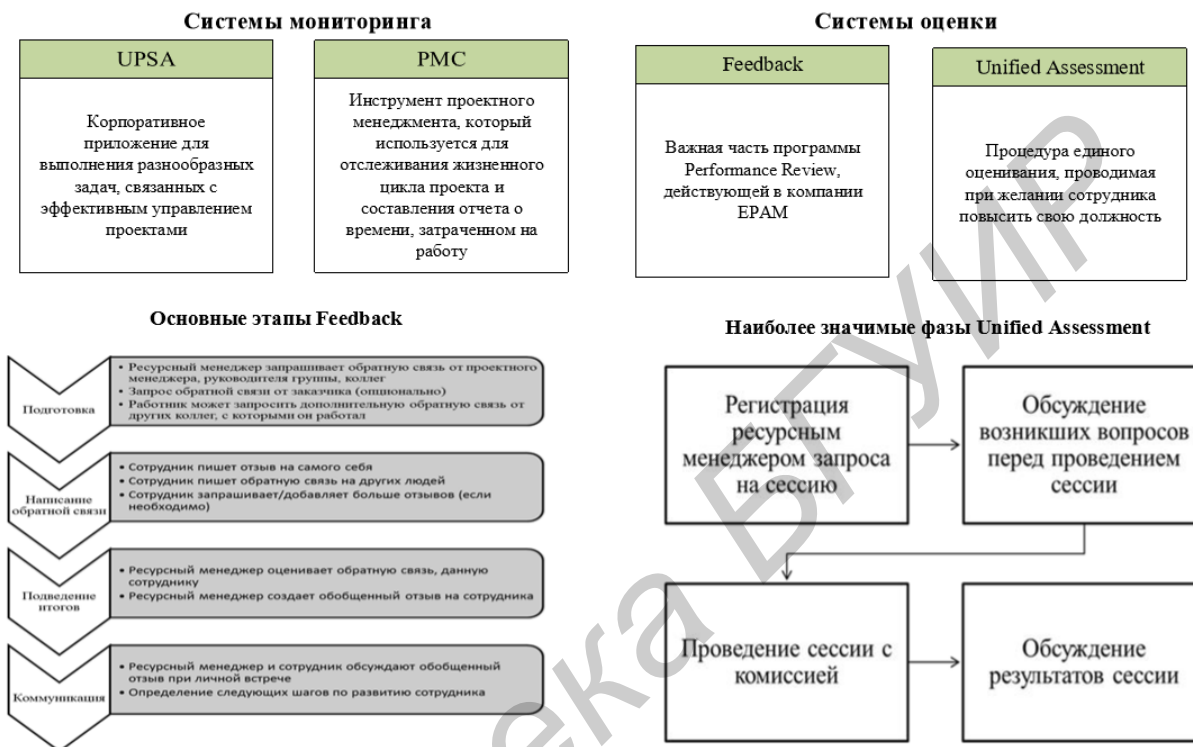 Системы мониторинга
UPSA
Корпоративное
приложение для
выполнения разнообразных
задач, связанных с
эффективным управлением
проектами
PMC
Инструмент проектного
менеджмента, который
используется для
отслеживания жизненного
цикла проекта и
составления отчета о
времени, затраченном на
работу
Системы оценки
Feedback
Важная часть программы
Performance Review,
действующей в компании
EPAM
Unified Assessment
Процедура единого
оценивания, проводимая
при желании сотрудника
повысить свою должность
Основные этапы Feedback
Подготовка
• Ресурсный менеджер запрашивает обратную связь от проектного
менеджера, руководителя группы, коллег
• Запрос обратной связи от заказчика (опционально)
• Работник может запросить дополнительную обратную связь от
других коллег, с которыми он работал
Написание
обратной связи
• Сотрудник пишет отзыв на самого себя
• Сотрудник пишет обратную связь на других людей
• Сотрудник запрашивает/добавляет больше отзывов (если
необходимо)
Подведение
итогов
• Ресурсный менеджер оценивает обратную связь, данную
сотруднику
• Ресурсный менеджер создает обобщенный отзыв на сотрудника
Коммуникация
• Ресурсный менеджер и сотрудник обсуждают обобщенный
отзыв при личной встрече
• Определение следующих шагов по развитию сотрудника
Наиболее значимые фазы Unified Assessment
Регистрация
ресурсным
менеджером запроса
на сессию
Обсуждение
возникших вопросов
перед проведением
сессии
Проведение сессии с
комиссией
Обсуждение
результатов сессии
ека БГУИР